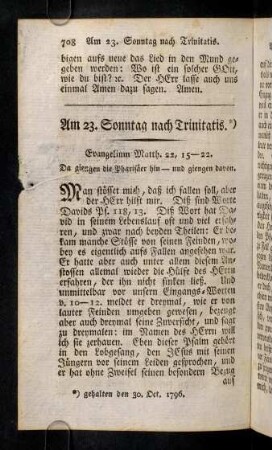 708 Am 23. Sonntag nach Trinitatis.
bigen aufs neue das Lied in den Mund ge-
geben werden: Wo ist ein solcher GOtt,
wie du bist? ꝛc. Der HErr lasse auch uns
einmal Amen dazu sagen. Amen.
Am 23. Sonntag nach Trinitatis. *)
Evangelium Matth. 22, 15—22.
Da giengen die Pharisäer hin — und giengen davon.
Man stösset mich, daß ich fallen soll, aber
der HErr hilft mir. Diß sind Worte
Davids Ps. 118, 13. Diß Wort hat Da-
vid in seinem Lebenslauf oft und viel erfah-
ren, und zwar nach beyden Theilen: Er be-
kam manche Stösse von seinen Feinden, wo-
bey es eigentlich aufs Fallen angesehen war.
Er hatte aber auch unter allem diesem An-
stossen allemal wieder die Hülfe des HErrn
erfahren, der ihn nicht sinken ließ. Und
unmittelbar vor unsern Eingangs-Worten
v. 10—12. meldet er dreymal, wie er von
lauter Feinden umgeben gewesen, bezeugt
aber auch dreymal seine Zuversicht, und sagt
zu dreymalen: im Namen des HErrn will
ich sie zerhauen. Eben dieser Psalm gehört
in den Lobgesang, den JEsus mit seinen
Jüngern vor seinem Leiden gesprochen, und
er hat ohne Zweifel seinen besondern Bezug
auf
*) gehalten den 30. Oct. 1796.